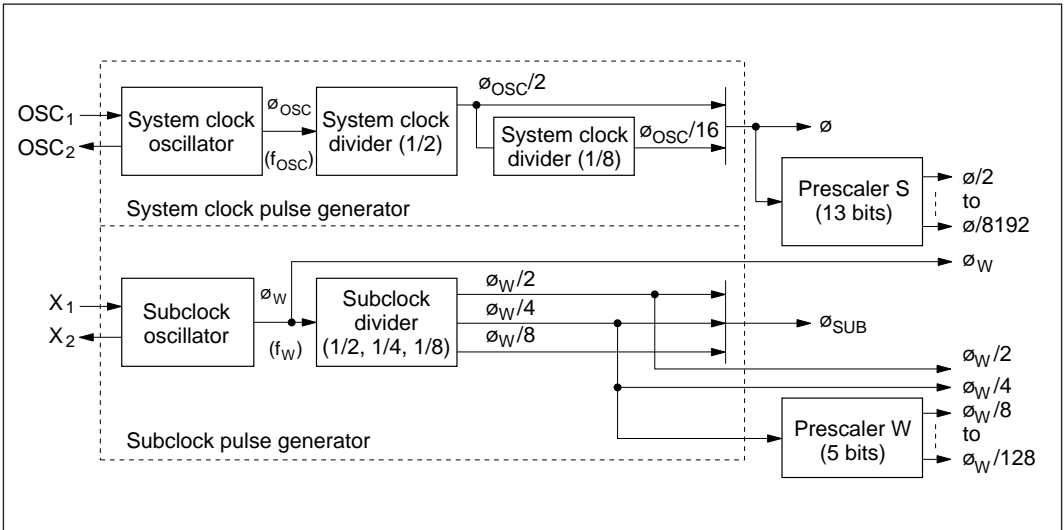 OSC1
OSC2
System clock
oscillator
øOSC
(fOSC)
System clock
divider (1/2)
øOSC/2
System clock
divider (1/8)
øOSC/16
ø
Prescaler S
(13 bits)
ø/2
to
ø/8192
System clock pulse generator
øW
X1
X2
Subclock
oscillator
øW
(fW)
Subclock
divider
(1/2, 1/4, 1/8)
øW/2
øW/4
øW/8
øSUB
øW/2
øW/4
Prescaler W
(5 bits)
øW/8
to
øW/128
Subclock pulse generator